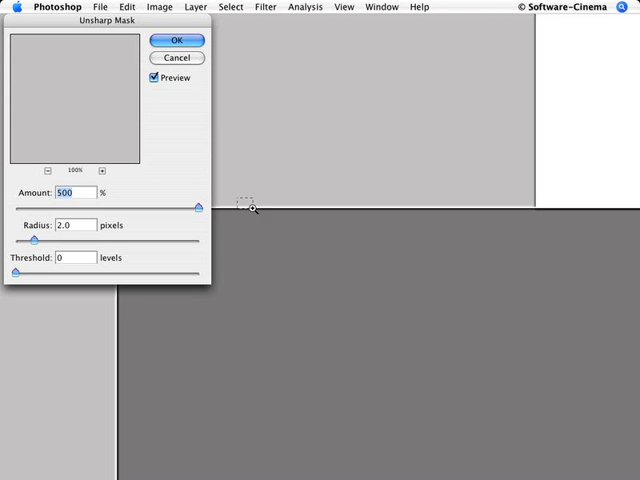 Photoshop File Edit Image Layer Select Filter Analysis View Window Help © Software-Cinema
Unsharp Mask
OK
Cancel
Preview
100%
Amount: 500 %
Radius: 2.0 pixels
Threshold: 0 levels